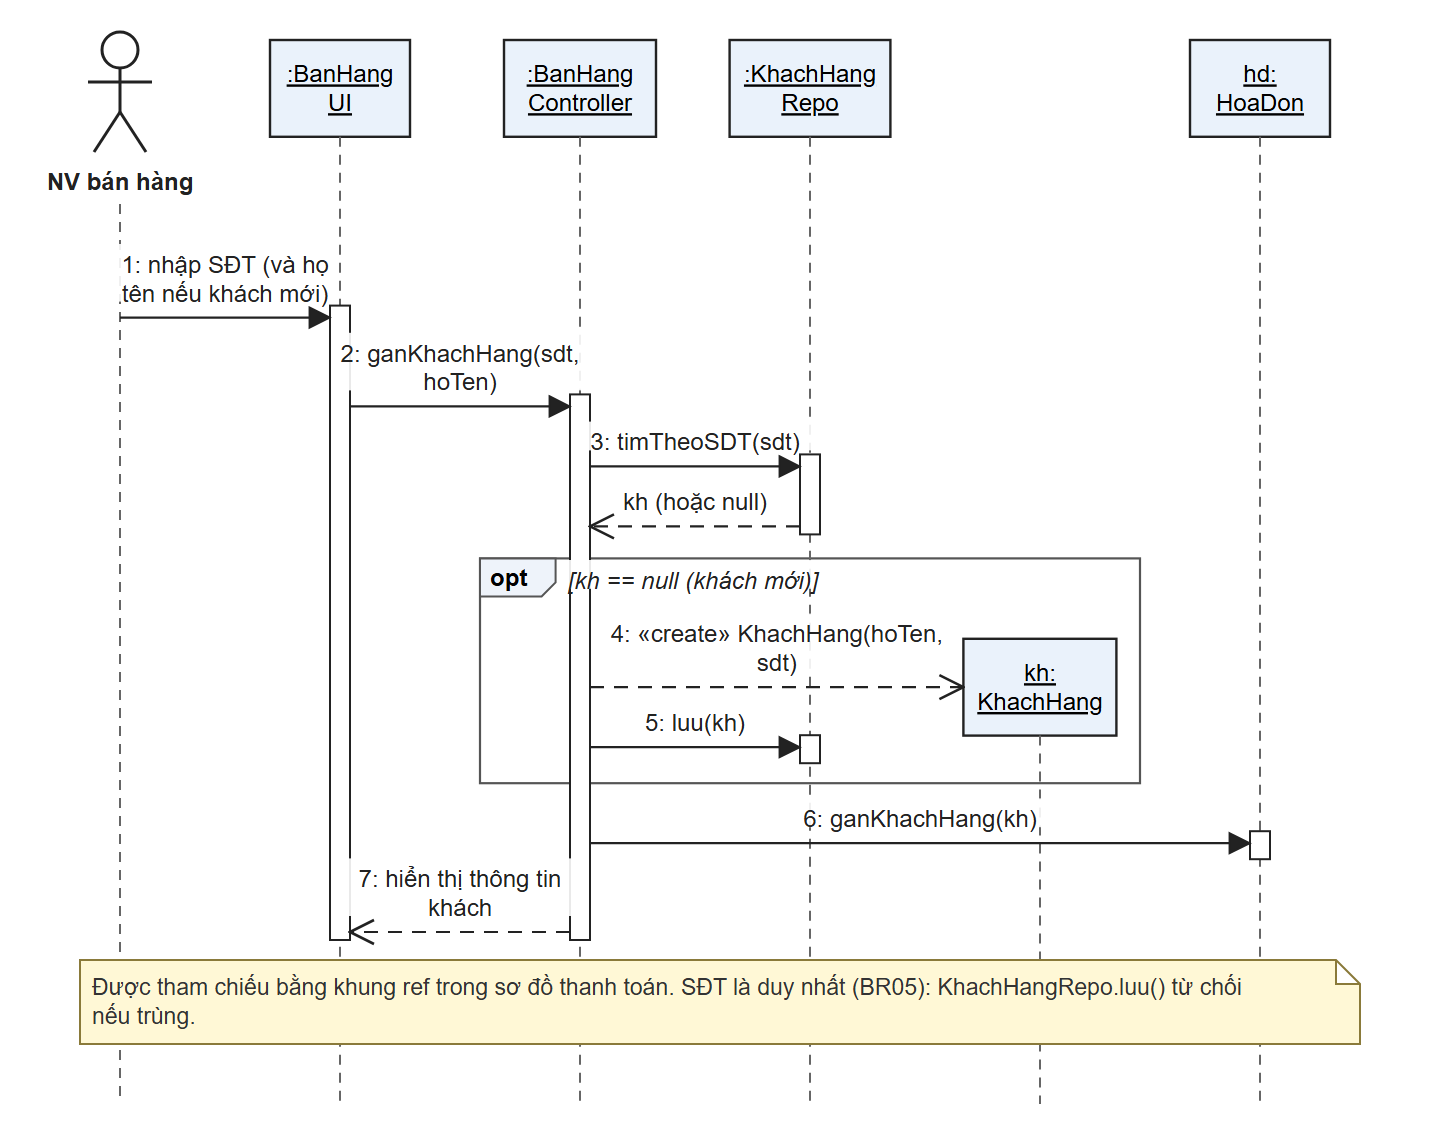 :BanHang
UI
:BanHang
Controller
:KhachHang
Repo
hd:
HoaDon
NV bán hàng
1: nhập SĐT (và họ
tên nếu khách mới)
2: ganKhachHang(sdt,
hoTen)
3: timTheoSDT(sdt)
kh (hoặc null)
opt
[kh == null (khách mới)]
4: «create» KhachHang(hoTen,
sdt)
kh:
KhachHang
5: luu(kh)
6: ganKhachHang(kh)
7: hiển thị thông tin
khách
Được tham chiếu bằng khung ref trong sơ đồ thanh toán. SĐT là duy nhất (BR05): KhachHangRepo.luu() từ chối
nếu trùng.